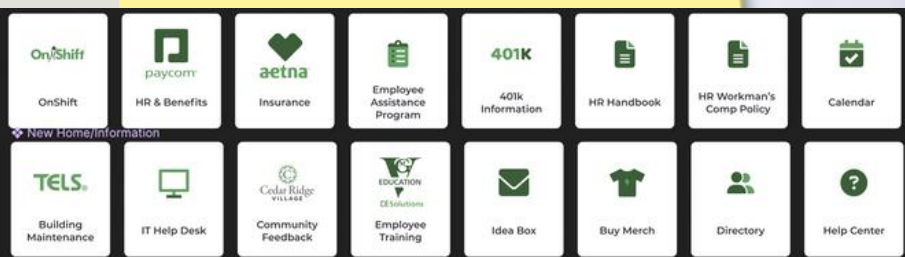 OnShift
paycom
aetna
401K
OnShift
HR & Benefits
Insurance
Employee
Assistance
Program
401k
Information
HR Handbook
HR Workman's
Comp Policy
Calendar
❖ New Home/Information
TELS®
Cedar Ridge
VILLAGE
EDUCATION
CESolutions
Building
Maintenance
IT Help Desk
Community
Feedback
Employee
Training
Idea Box
Buy Merch
Directory
?
Help Center